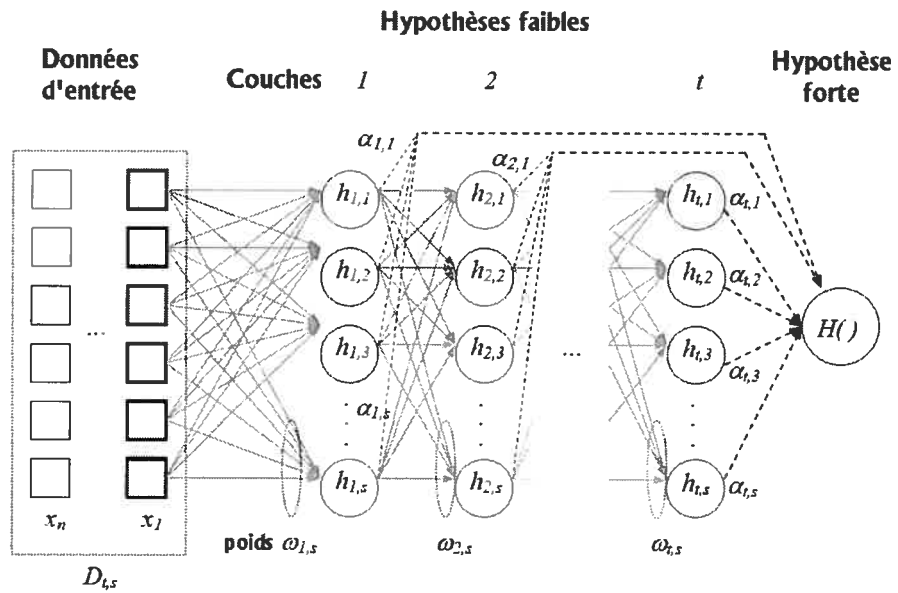 Hypothèses faibles
Données
d'entrée
Couches 1 2 t
Hypothèse
forte
α1,1
α2,1
h1,1 h2,1 ht,1 αt,1
h1,2 h2,2 ht,2 αt,2
...
H( )
h1,3 h2,3 ... ht,3 αt,3
α1,s
h1,s h2,s ht,s αt,s
xn x1
poids ω1,s ω2,s ωt,s
Dt,s